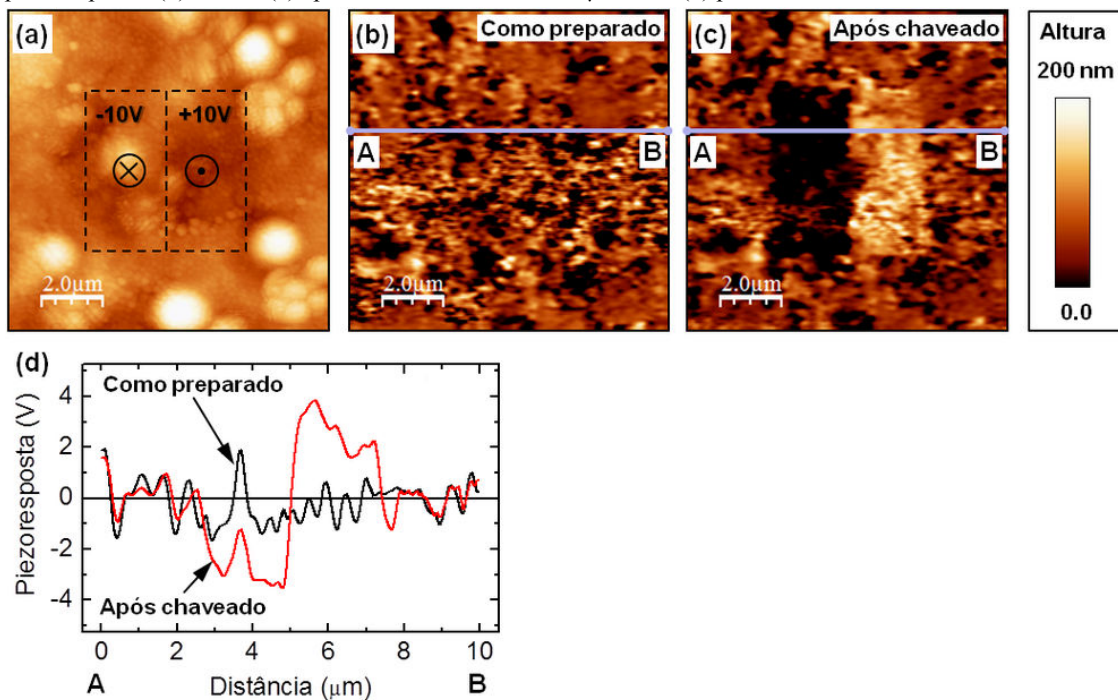 (a)
-10V
+10V
2.0µm
(b)
Como preparado
A
B
2.0µm
(c)
Após chaveado
A
B
2.0µm
Altura
200 nm
0.0
(d)
Piezoresposta (V)
4
2
0
-2
-4
Como preparado
Após chaveado
0
2
4
6
8
10
A
Distância (µm)
B